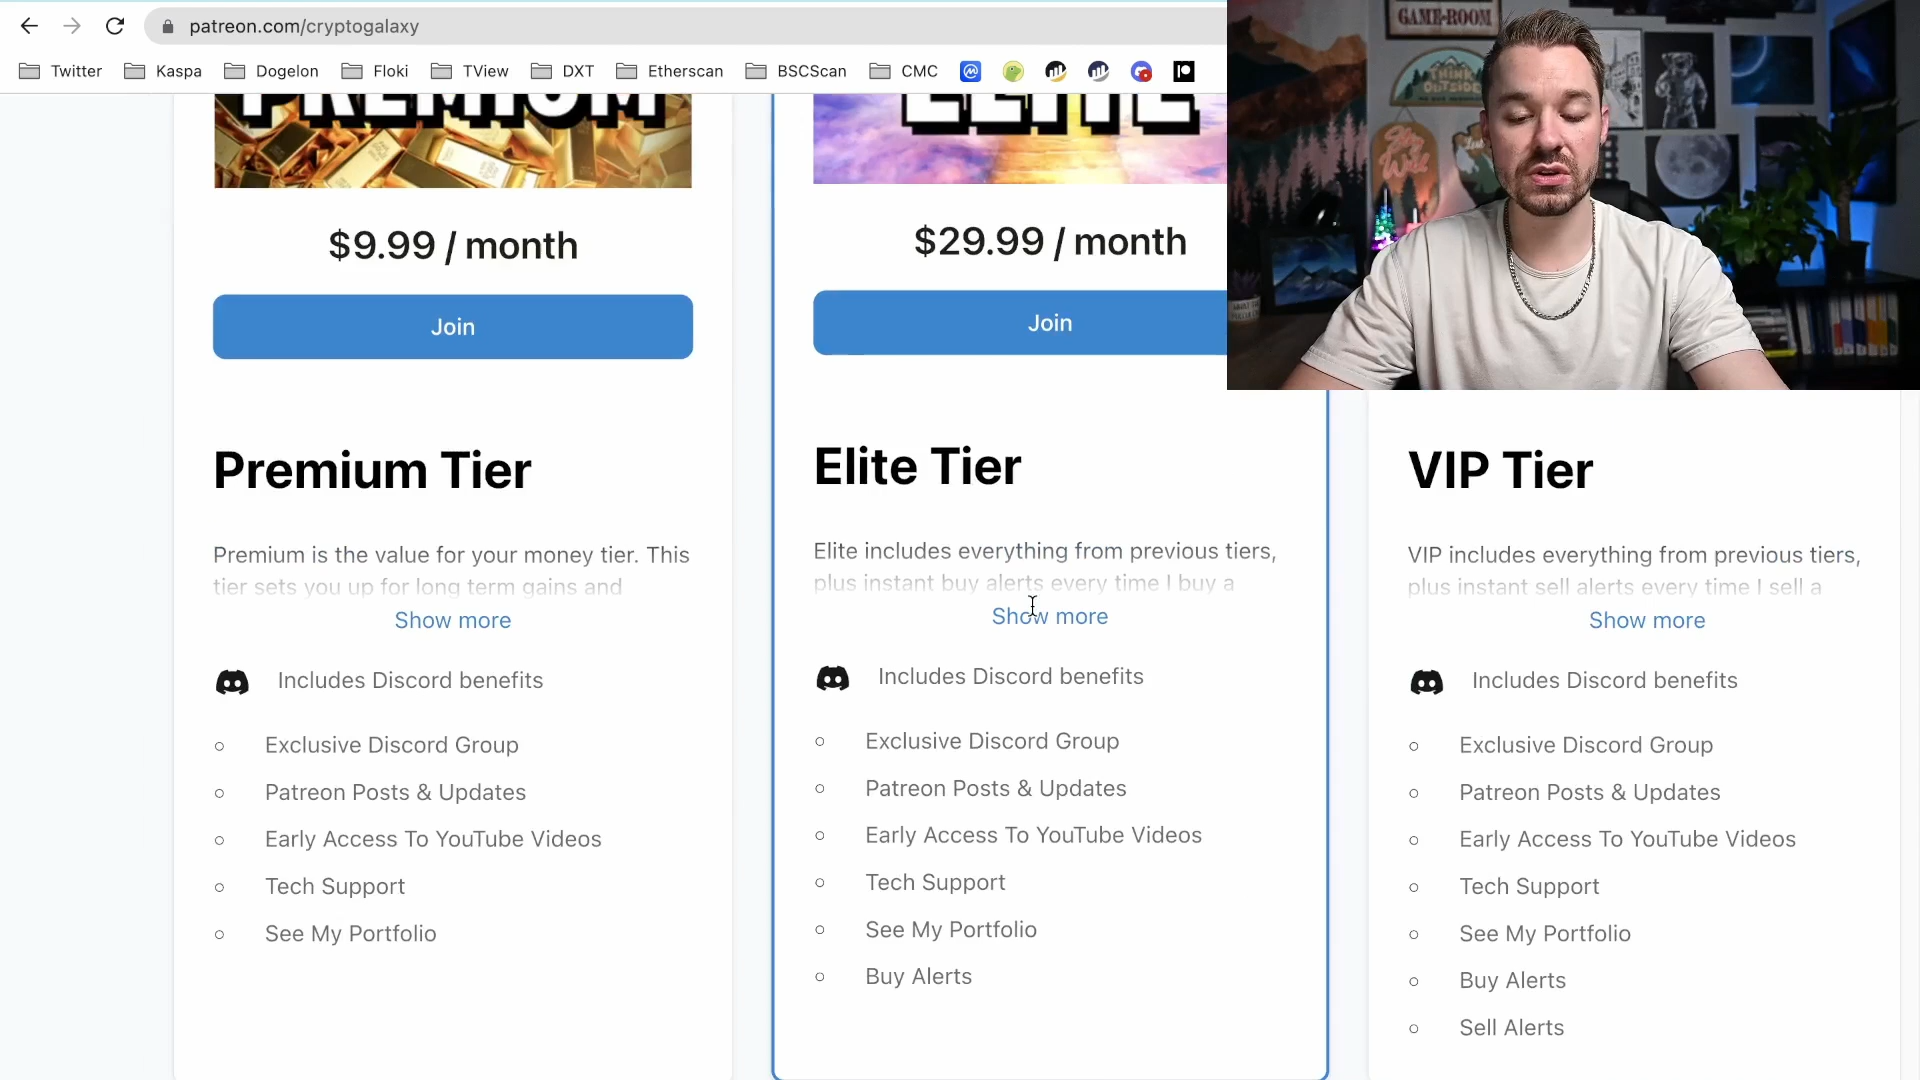 patreon.com/cryptogalaxy
Twitter
Kaspa
Dogelon
Floki
TView
DXT
Etherscan
BSCScan
CMC
GAME-ROOM
THINK
OUTSIDE
Stay
Wild
PREMIUM
$9.99 / month
Join
Premium Tier
Premium is the value for your money tier. This
tier sets you up for long term gains and
Show more
Includes Discord benefits
Exclusive Discord Group
Patreon Posts & Updates
Early Access To YouTube Videos
Tech Support
See My Portfolio
ELITE
$29.99 / month
Join
Elite Tier
Elite includes everything from previous tiers,
plus instant buy alerts every time I buy a
Show more
Includes Discord benefits
Exclusive Discord Group
Patreon Posts & Updates
Early Access To YouTube Videos
Tech Support
See My Portfolio
Buy Alerts
VIP Tier
VIP includes everything from previous tiers,
plus instant sell alerts every time I sell a
Show more
Includes Discord benefits
Exclusive Discord Group
Patreon Posts & Updates
Early Access To YouTube Videos
Tech Support
See My Portfolio
Buy Alerts
Sell Alerts